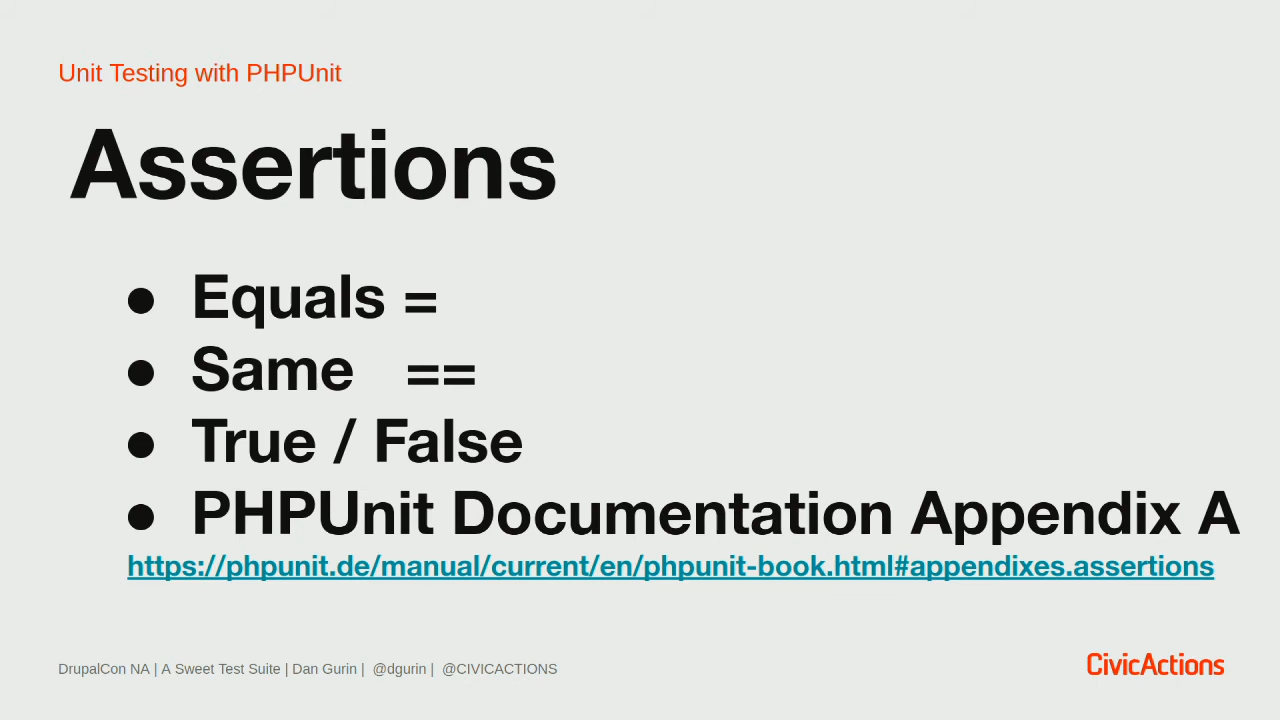 Unit Testing with PHPUnit
Assertions
● Equals =
● Same ==
● True / False
● PHPUnit Documentation Appendix A
https://phpunit.de/manual/current/en/phpunit-book.html#appendixes.assertions
DrupalCon NA | A Sweet Test Suite | Dan Gurin | @dgurin | @CIVICACTIONS
CivicActions